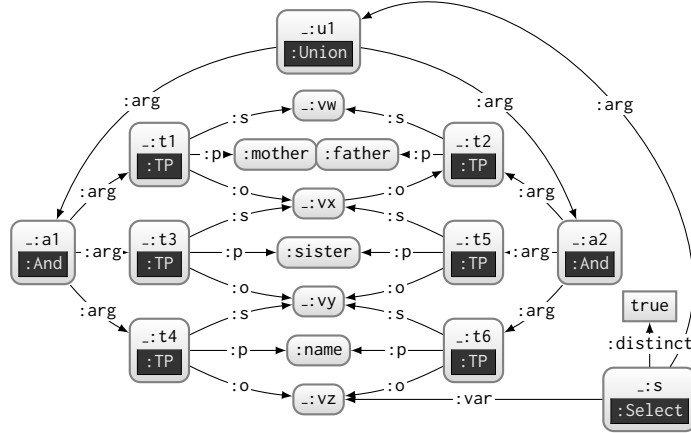 _:u1
:Union
:arg
:arg
:arg
_:vw
:s
:s
_:t1
:TP
_:t2
:TP
:p
:mother
:father
:p
:arg
:arg
:o
_:vx
:o
:s
:s
_:a1
:And
:arg
_:t3
:TP
:p
:sister
:p
_:t5
:TP
:arg
_:a2
:And
:o
_:vy
:o
:arg
:arg
:s
:s
true
_:t4
:TP
:p
:name
:p
_:t6
:TP
:distinct
:o
_:vz
:o
:var
_:s
:Select